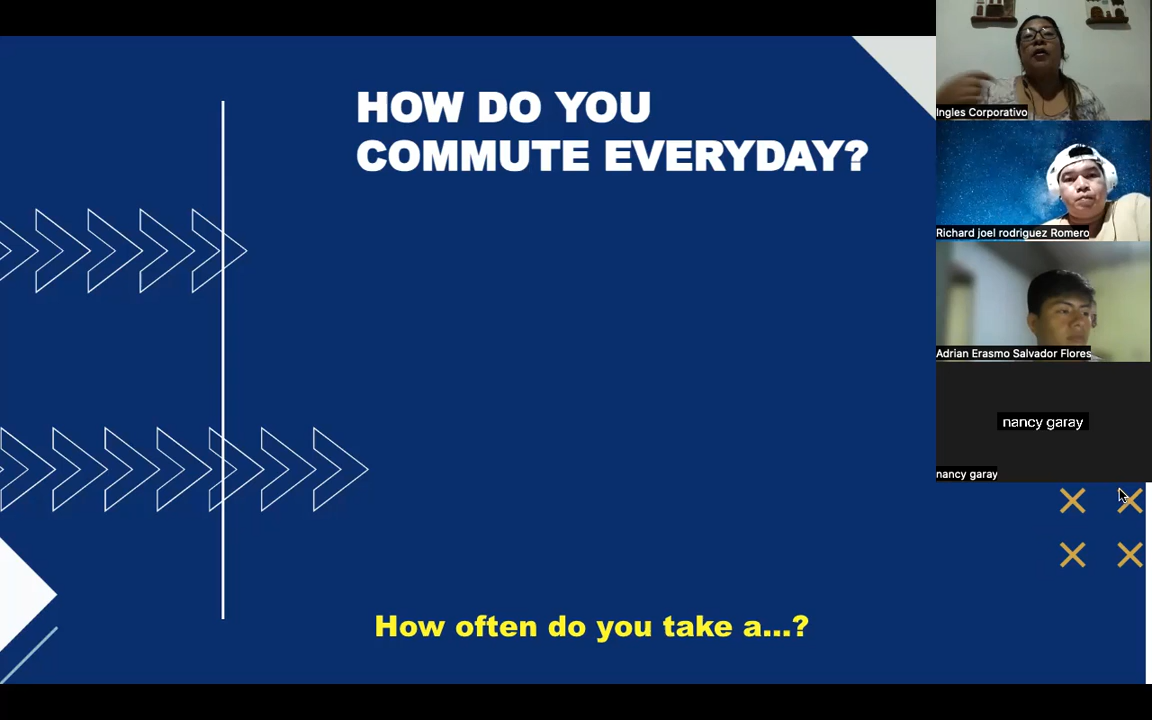 HOW DO YOU
COMMUTE EVERYDAY?
How often do you take a...?
Ingles Corporativo
Richard joel rodriguez Romero
Adrian Erasmo Salvador Flores
nancy garay
nancy garay